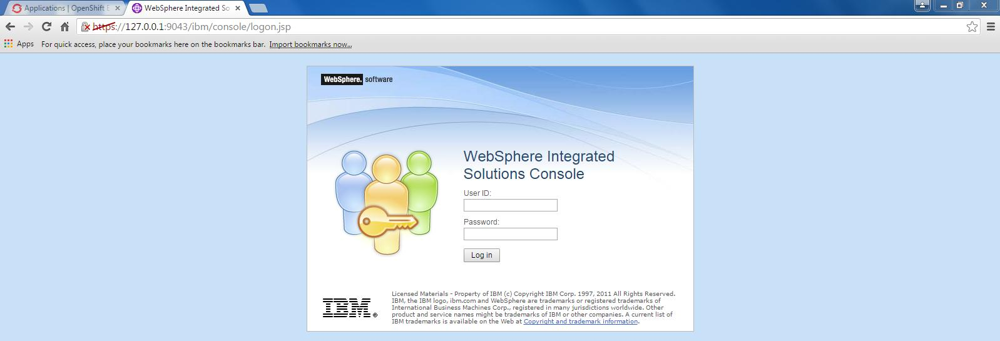 Applications | OpenShift E
WebSphere Integrated So
https://127.0.0.1:9043/ibm/console/logon.jsp
Apps For quick access, place your bookmarks here on the bookmarks bar. Import bookmarks now...
WebSphere. software
WebSphere Integrated
Solutions Console
User ID:
Password:
Log in
IBM®
Licensed Materials - Property of IBM (c) Copyright IBM Corp. 1997, 2011 All Rights Reserved.
IBM, the IBM logo, ibm.com and WebSphere are trademarks or registered trademarks of
International Business Machines Corp., registered in many jurisdictions worldwide. Other
product and service names might be trademarks of IBM or other companies. A current list of
IBM trademarks is available on the Web at Copyright and trademark information.